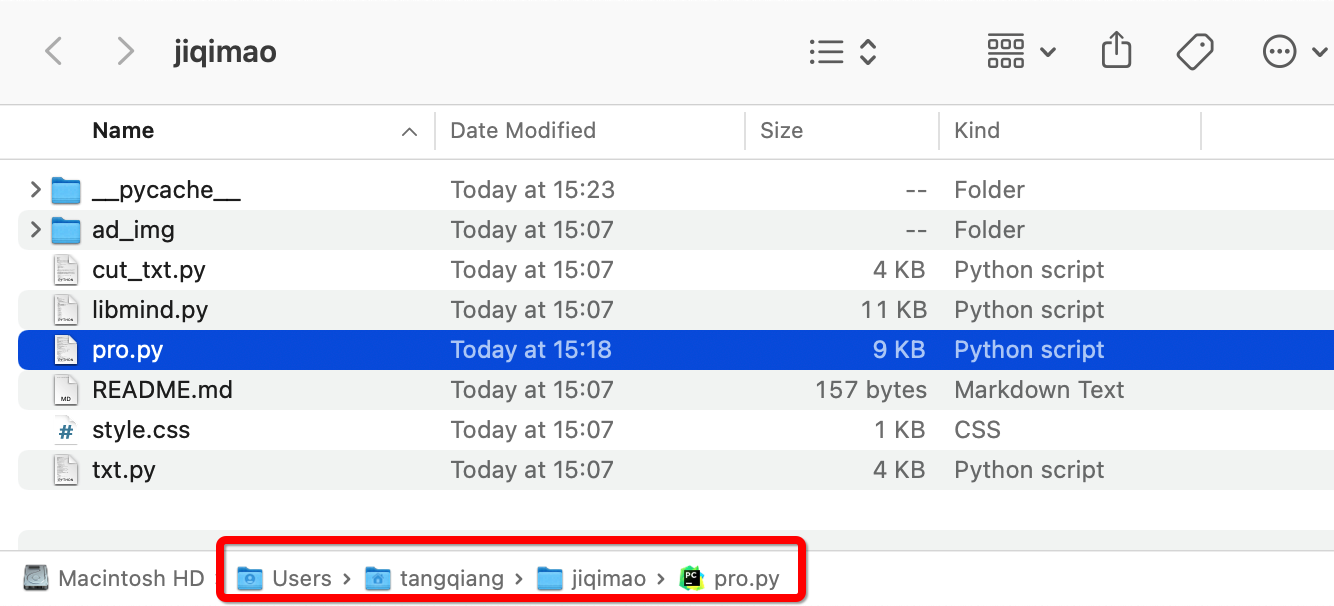 jiqimao
Name Date Modified Size Kind
__pycache__ Today at 15:23 -- Folder
ad_img Today at 15:07 -- Folder
cut_txt.py Today at 15:07 4 KB Python script
libmind.py Today at 15:07 11 KB Python script
pro.py Today at 15:18 9 KB Python script
README.md Today at 15:07 157 bytes Markdown Text
style.css Today at 15:07 1 KB CSS
txt.py Today at 15:07 4 KB Python script
Macintosh HD › Users › tangqiang › jiqimao › pro.py